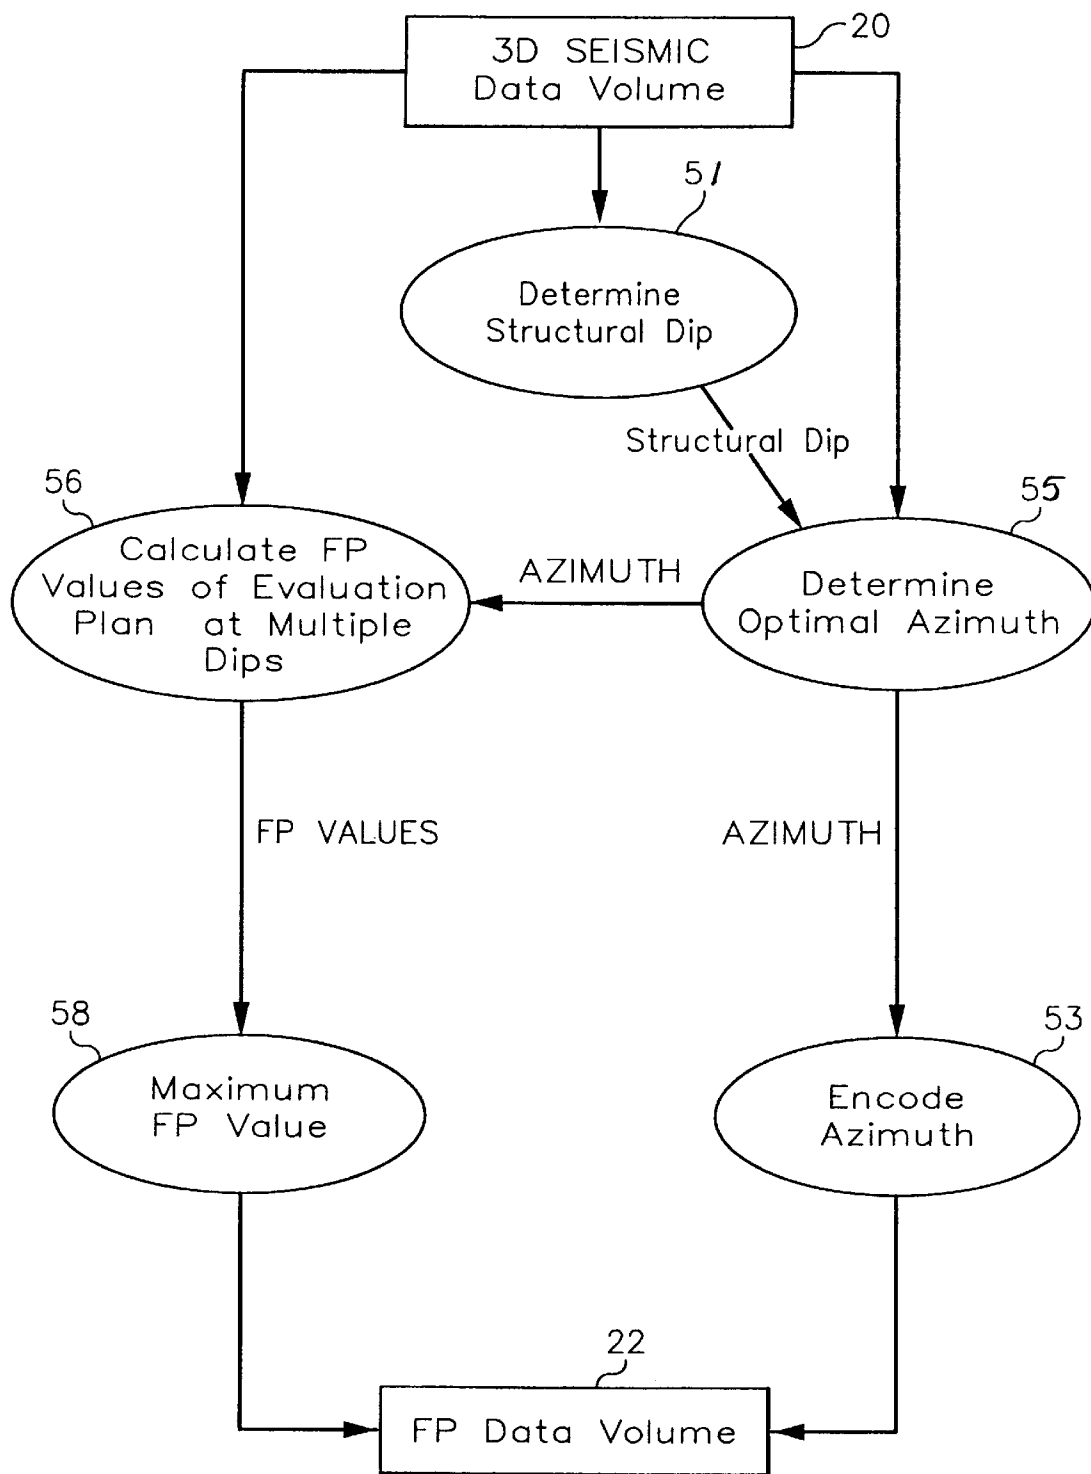 20
3D SEISMIC
Data Volume
51
Determine
Structural Dip
Structural Dip
56
55
Calculate FP
Values of Evaluation
Plan at Multiple
Dips
AZIMUTH
Determine
Optimal Azimuth
FP VALUES
AZIMUTH
58
53
Maximum
FP Value
Encode
Azimuth
22
FP Data Volume